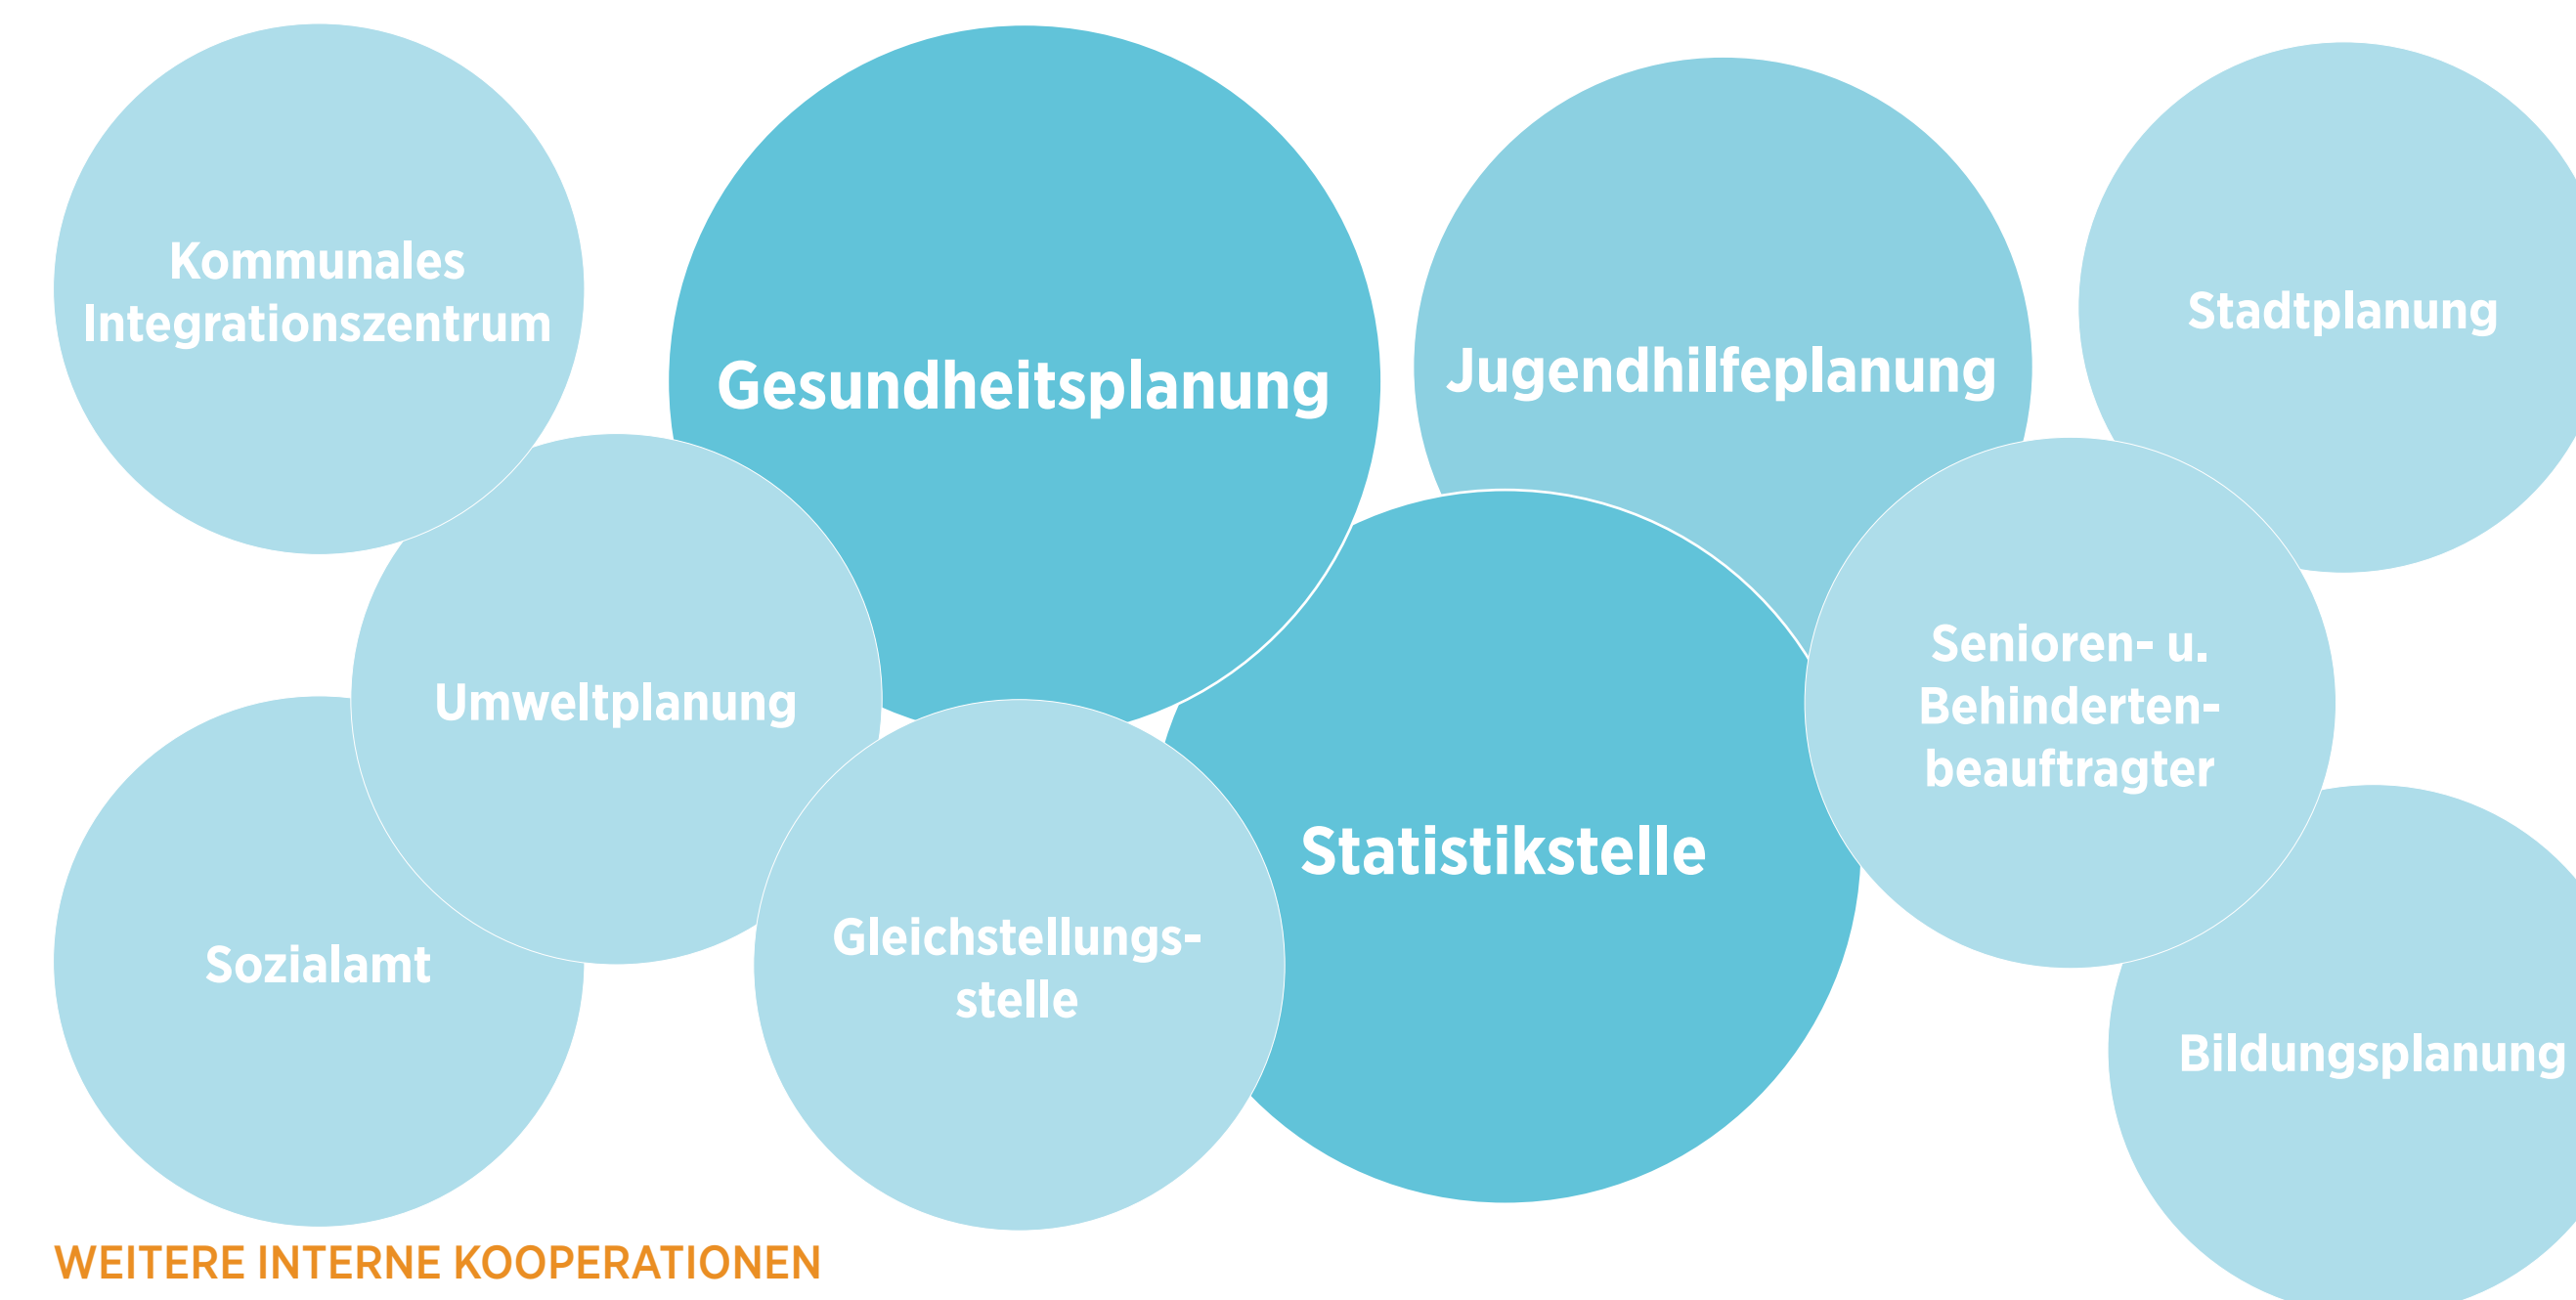 Kommunales
Integrationszentrum
Gesundheitsplanung
Jugendhilfeplanung
Stadtplanung
Umweltplanung
Senioren- u.
Behinderten-
beauftragter
Statistikstelle
Sozialamt
Gleichstellungs-
stelle
Bildungsplanung
WEITERE INTERNE KOOPERATIONEN